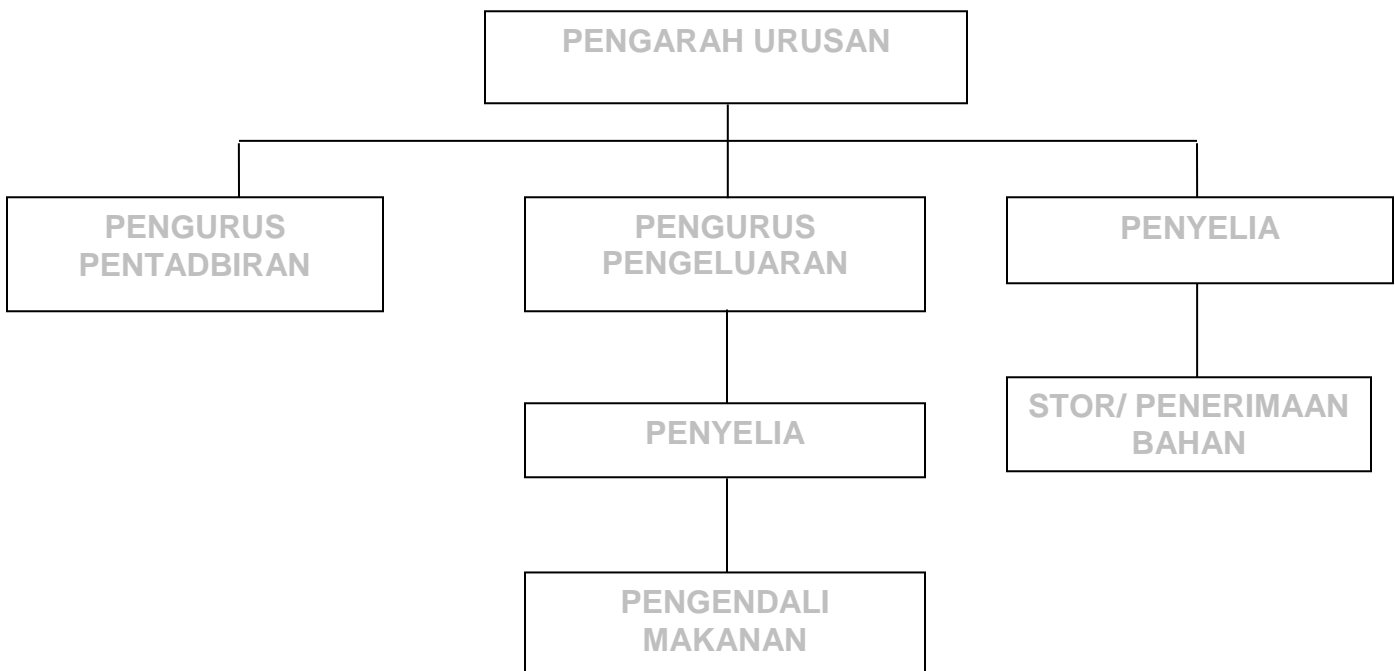 PENGARAH URUSAN
PENGURUS
PENTADBIRAN
PENGURUS
PENGELUARAN
PENYELIA
PENYELIA
STOR/ PENERIMAAN
BAHAN
PENGENDALI
MAKANAN